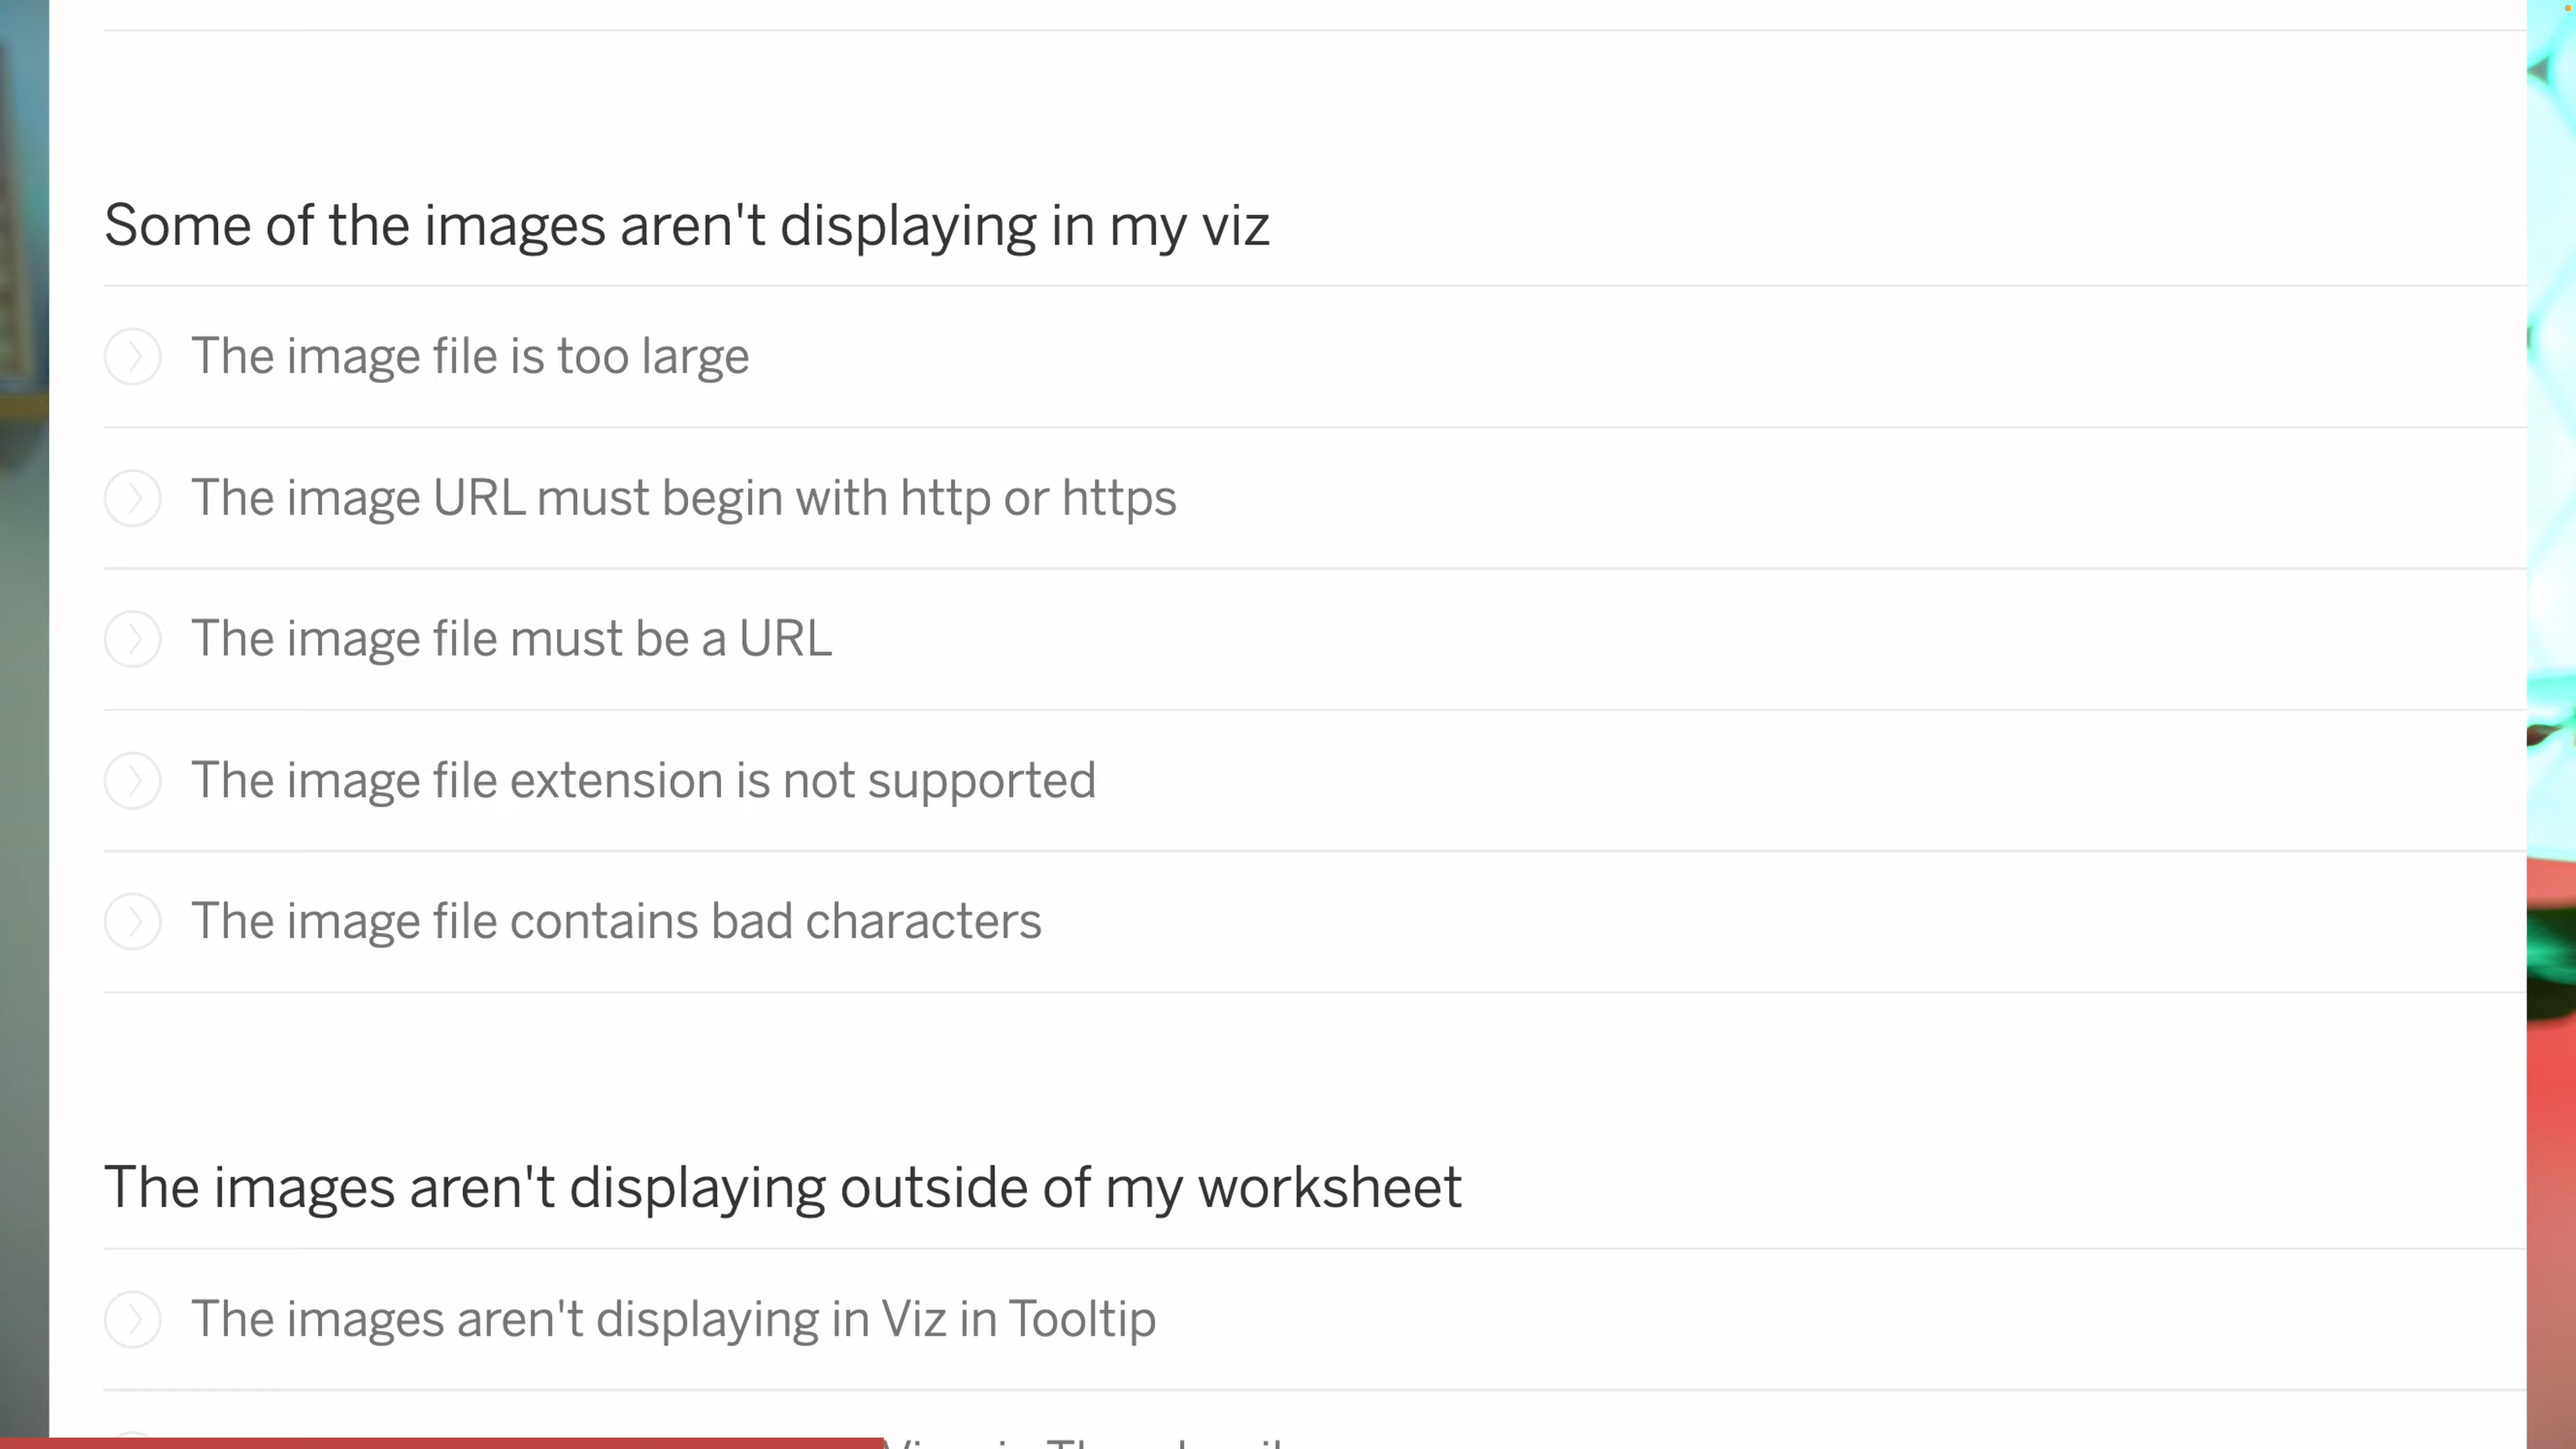 Some of the images aren't displaying in my viz
The image file is too large
The image URL must begin with http or https
The image file must be a URL
The image file extension is not supported
The image file contains bad characters
The images aren't displaying outside of my worksheet
The images aren't displaying in Viz in Tooltip